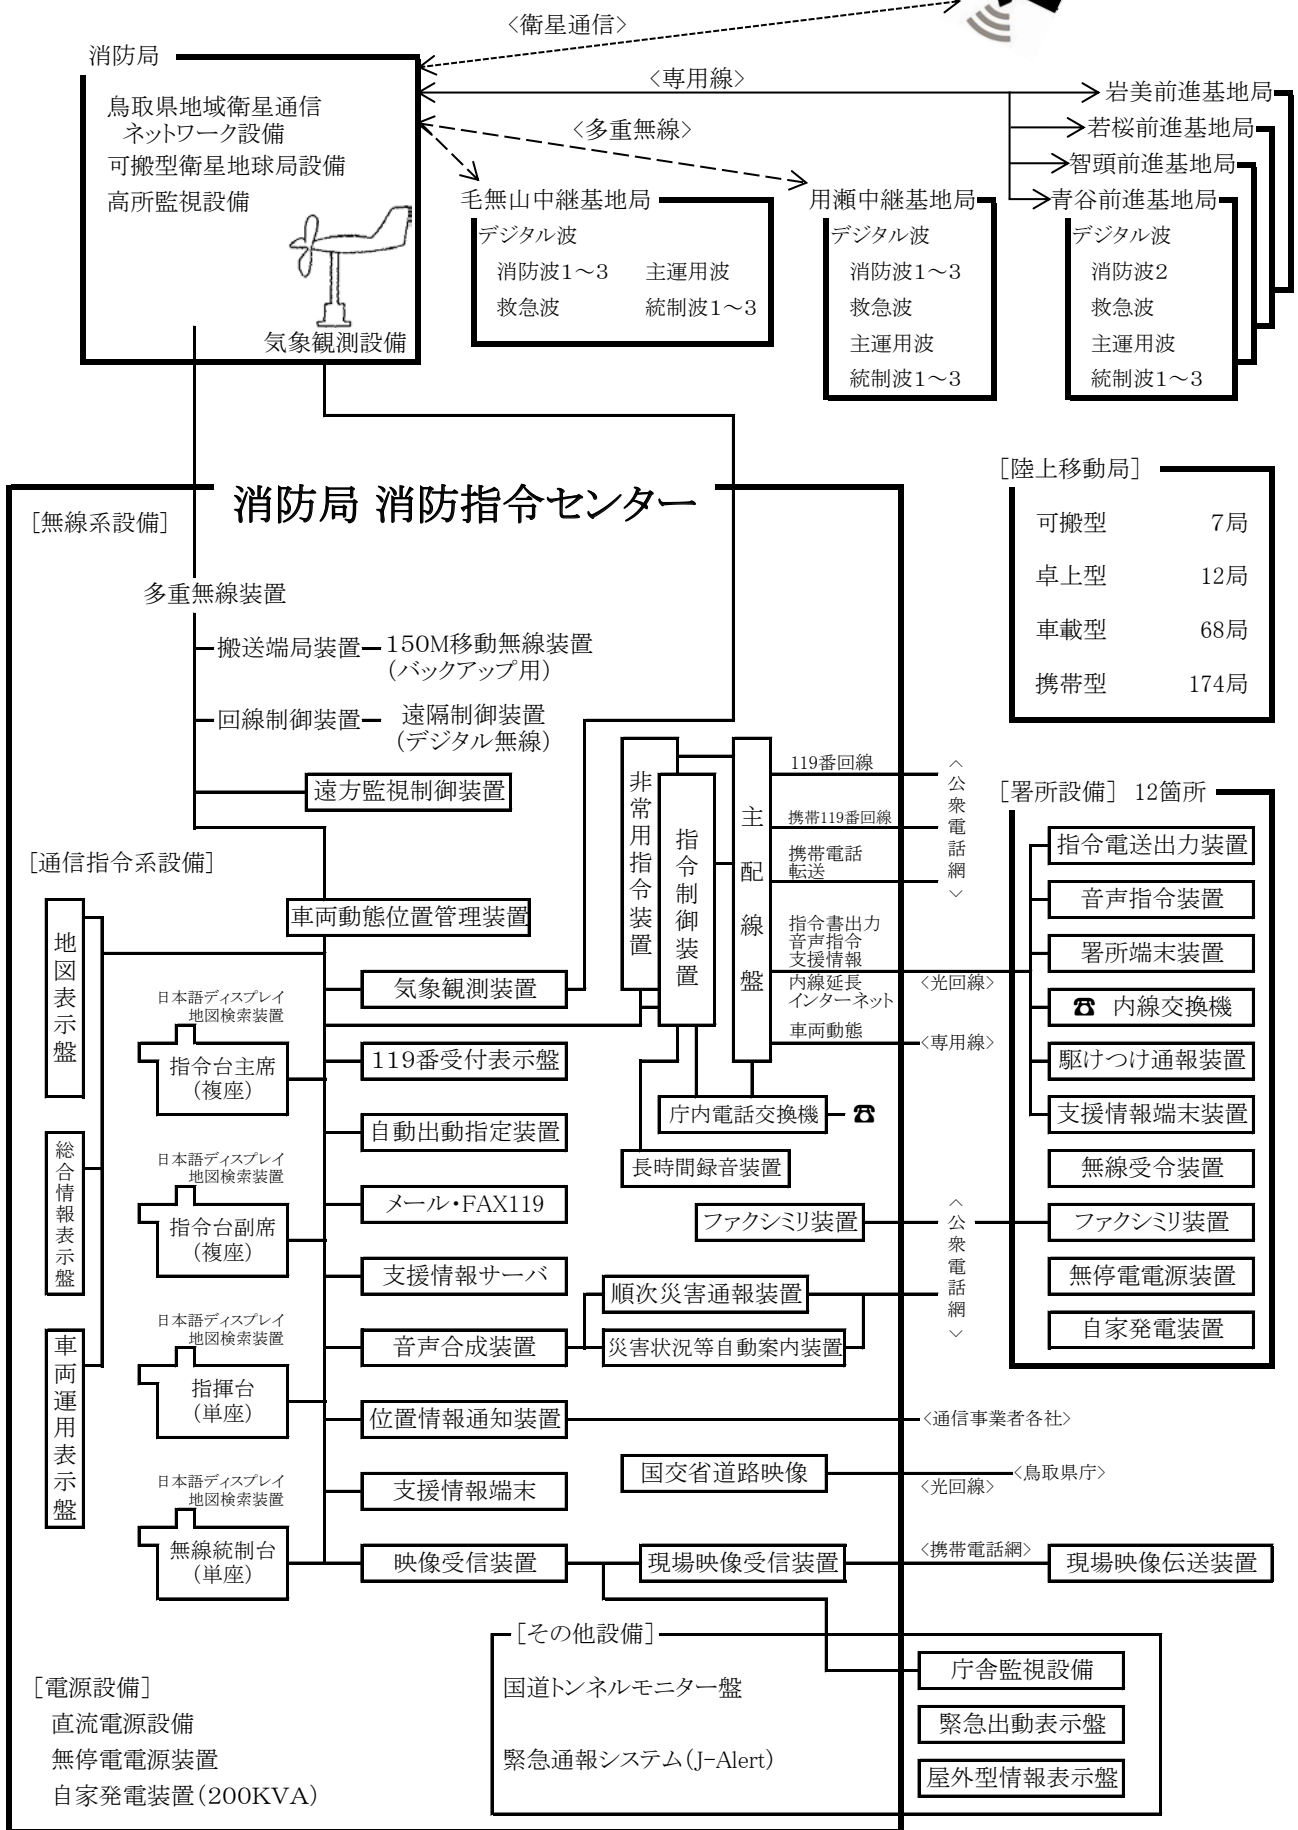 〈衛星通信〉
消防局
鳥取県地域衛星通信
ネットワーク設備
可搬型衛星地球局設備
高所監視設備
気象観測設備
〈専用線〉
〈多重無線〉
岩美前進基地局
若桜前進基地局
智頭前進基地局
青谷前進基地局
デジタル波
消防波2
救急波
主運用波
統制波1～3
毛無山中継基地局
デジタル波
消防波1～3 主運用波
救急波 統制波1～3
用瀬中継基地局
デジタル波
消防波1～3
救急波
主運用波
統制波1～3
[陸上移動局]
可搬型 7局
卓上型 12局
車載型 68局
携帯型 174局
消防局 消防指令センター
[無線系設備]
多重無線装置
搬送端局装置 150M移動無線装置
(バックアップ用)
回線制御装置 遠隔制御装置
(デジタル無線)
遠方監視制御装置
[通信指令系設備]
車両動態位置管理装置
地図表示盤
総合情報表示盤
車両運用表示盤
日本語ディスプレイ
地図検索装置
指令台主席
(複座)
日本語ディスプレイ
地図検索装置
指令台副席
(複座)
日本語ディスプレイ
地図検索装置
指揮台
(単座)
日本語ディスプレイ
地図検索装置
無線統制台
(単座)
気象観測装置
119番受付表示盤
自動出動指定装置
メール・FAX119
支援情報サーバ
音声合成装置
位置情報通知装置
支援情報端末
映像受信装置
非常用指令装置
指令制御装置
主配線盤
119番回線
携帯119番回線
携帯電話
転送
〈公衆電話網〉
指令書出力
音声指令
支援情報
内線延長
インターネット
〈光回線〉
車両動態
〈専用線〉
庁内電話交換機 ☎
長時間録音装置
ファクシミリ装置
順次災害通報装置
災害状況等自動案内装置
〈公衆電話網〉
〈通信事業者各社〉
国交省道路映像
〈光回線〉
〈鳥取県庁〉
現場映像受信装置
〈携帯電話網〉
現場映像伝送装置
[署所設備] 12箇所
指令電送出力装置
音声指令装置
署所端末装置
☎ 内線交換機
駆けつけ通報装置
支援情報端末装置
無線受令装置
ファクシミリ装置
無停電電源装置
自家発電装置
[その他設備]
国道トンネルモニター盤
緊急通報システム(J-Alert)
庁舎監視設備
緊急出動表示盤
屋外型情報表示盤
[電源設備]
直流電源設備
無停電電源装置
自家発電装置(200KVA)